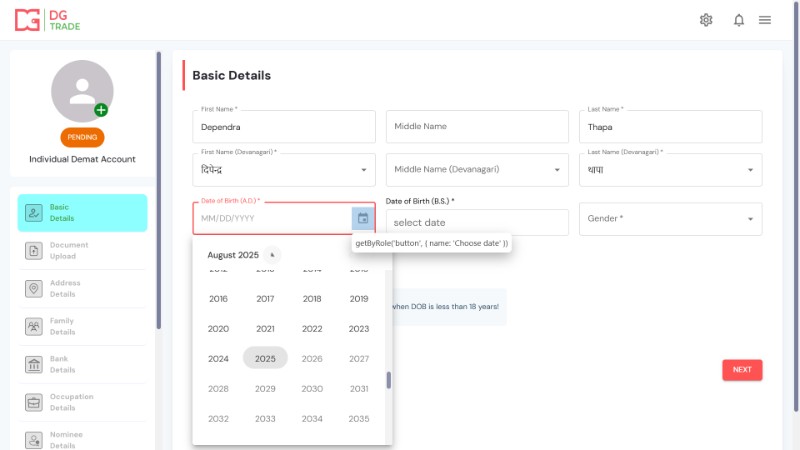 DG
TRADE
PENDING
Individual Demat Account
Basic
Details
Document
Upload
Address
Details
Family
Details
Bank
Details
Occupation
Details
Nominee
Details
Basic Details
First Name *
Dependra
Middle Name
Last Name *
Thapa
First Name (Devanagari) *
दिपेन्द्र
Middle Name (Devanagari)
Last Name (Devanagari) *
थापा
Date of Birth (A.D.) *
MM/DD/YYYY
Date of Birth (B.S.) *
select date
Gender *
getByRole('button', { name: 'Choose date' })
August 2025
2016 2017 2018 2019
2020 2021 2022 2023
2024 2025 2026 2027
2028 2029 2030 2031
2032 2033 2034 2035
when DOB is less than 18 years!
NEXT